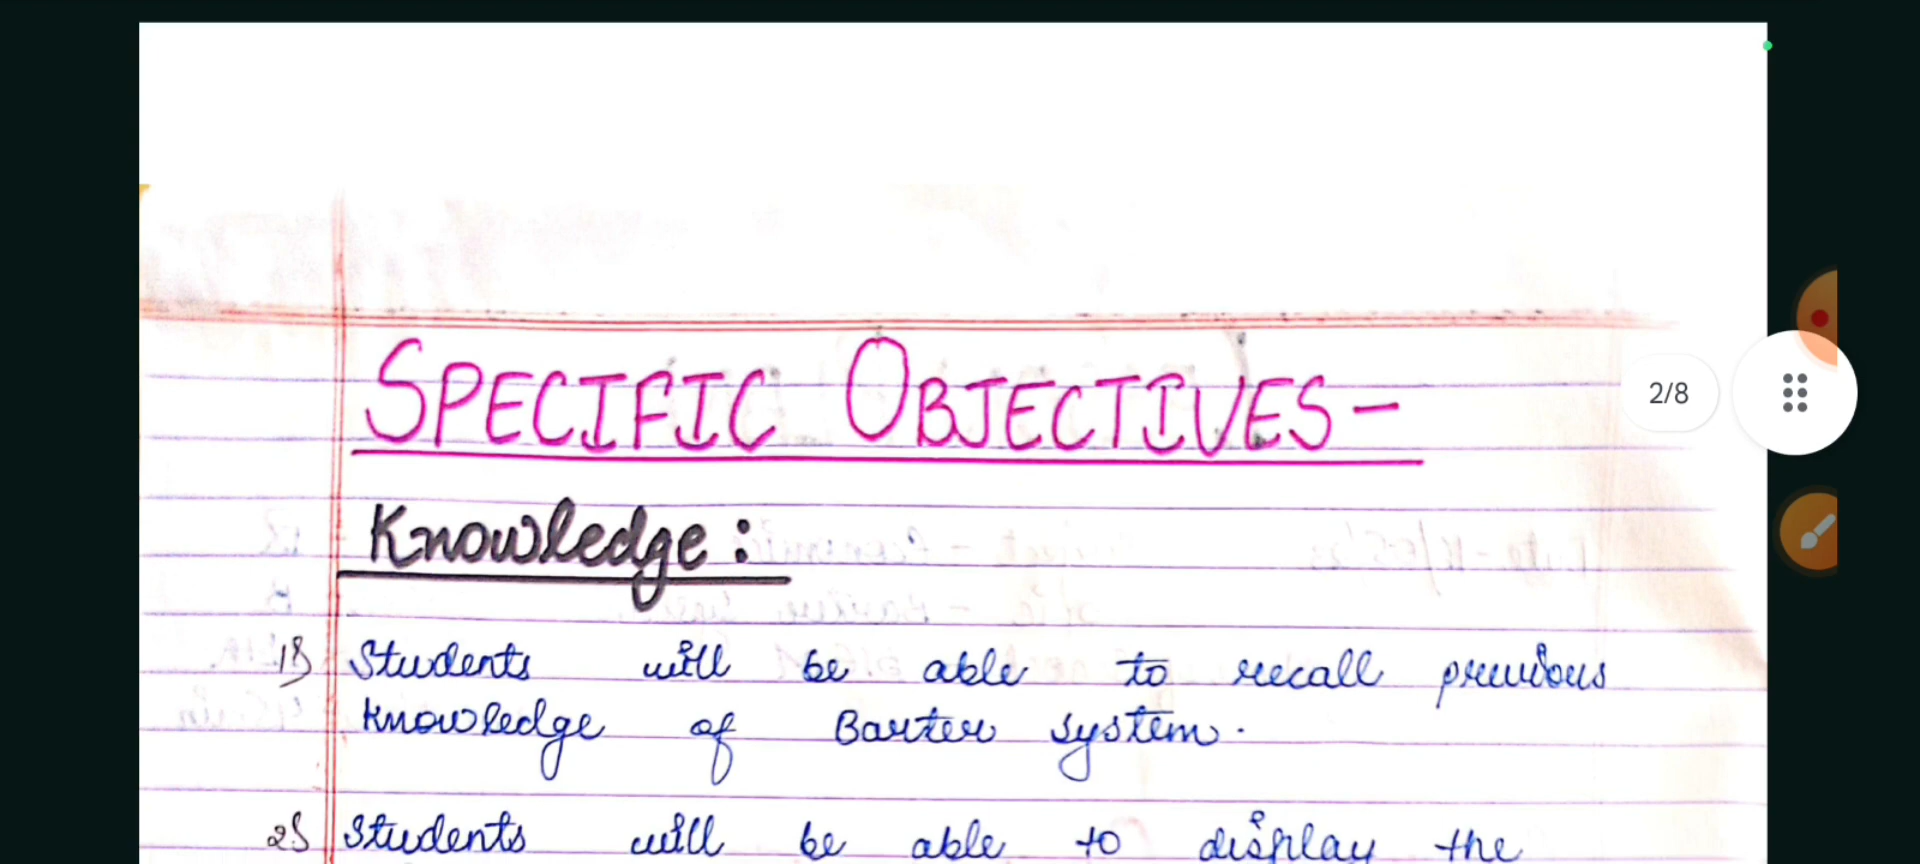 SPECIFIC OBJECTIVES-
2/8
Knowledge:
1) Students will be able to recall previous
knowledge of Barter system.
2) Students will be able to display the